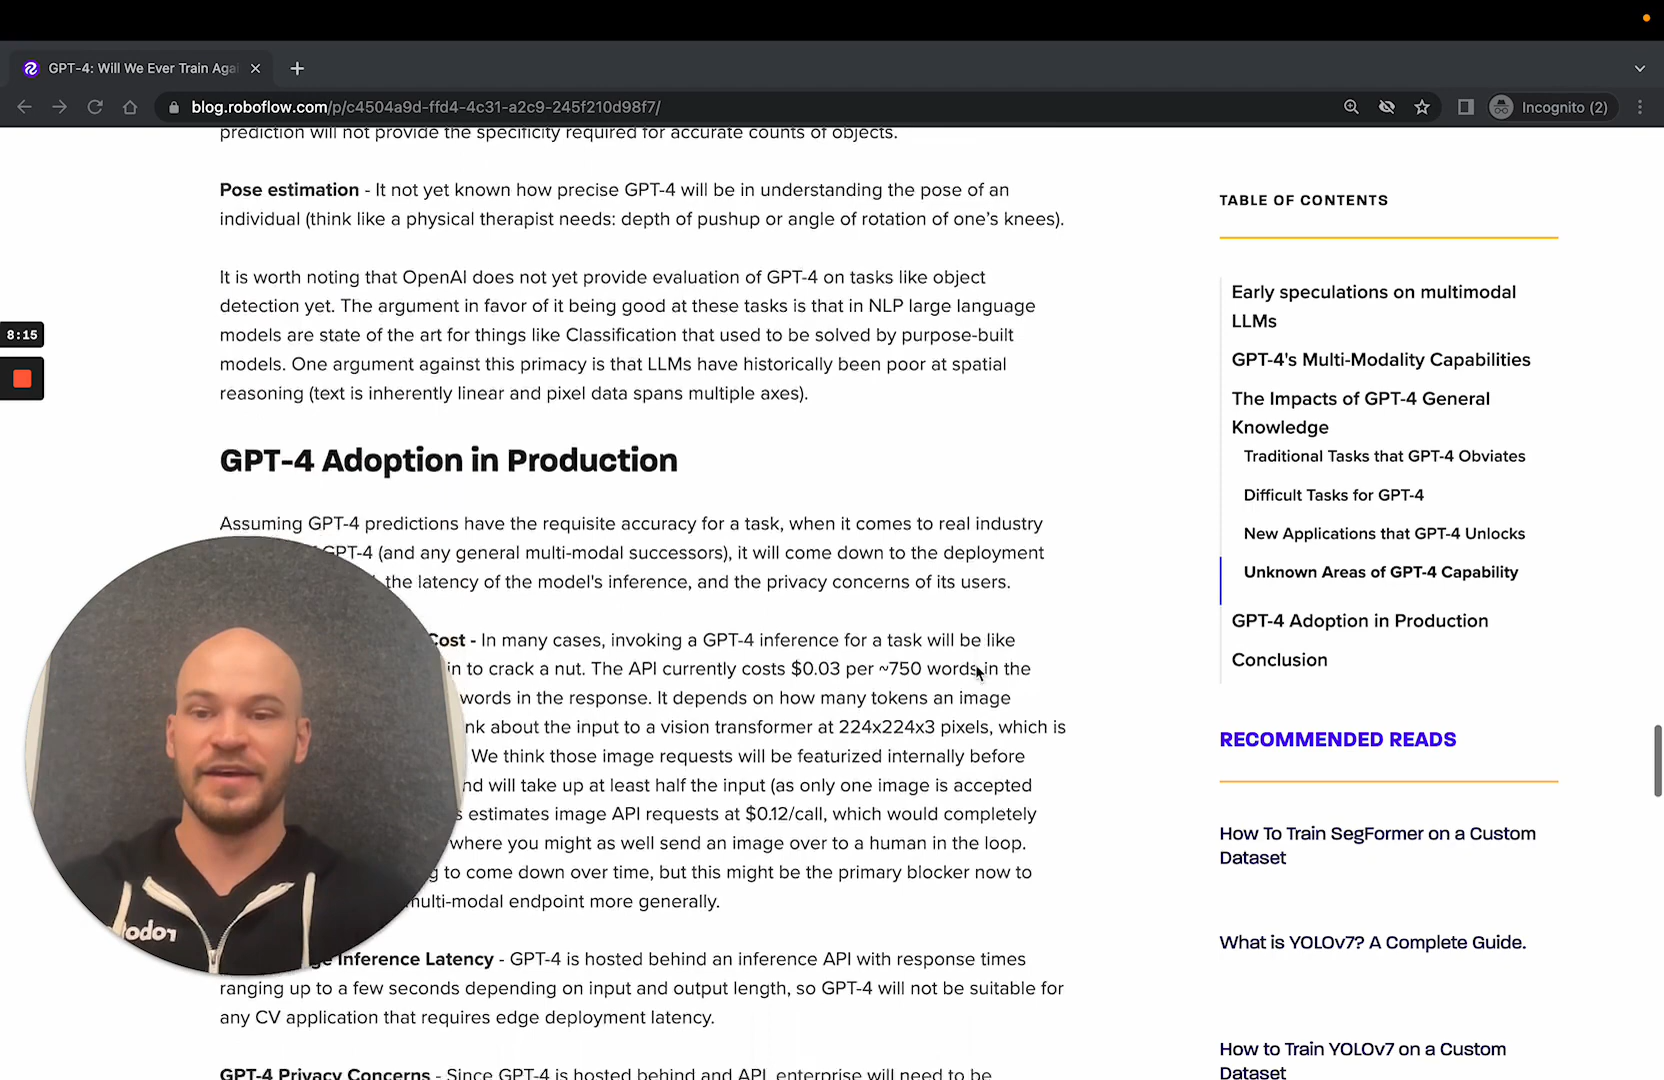 GPT-4: Will We Ever Train Aga
blog.roboflow.com/p/c4504a9d-ffd4-4c31-a2c9-245f210d98f7/
Incognito (2)
prediction will not provide the specificity required for accurate counts of objects.
Pose estimation - It not yet known how precise GPT-4 will be in understanding the pose of an
individual (think like a physical therapist needs: depth of pushup or angle of rotation of one's knees).
It is worth noting that OpenAI does not yet provide evaluation of GPT-4 on tasks like object
detection yet. The argument in favor of it being good at these tasks is that in NLP large language
models are state of the art for things like Classification that used to be solved by purpose-built
models. One argument against this primacy is that LLMs have historically been poor at spatial
reasoning (text is inherently linear and pixel data spans multiple axes).
8:15
GPT-4 Adoption in Production
Assuming GPT-4 predictions have the requisite accuracy for a task, when it comes to real industry
GPT-4 (and any general multi-modal successors), it will come down to the deployment
the latency of the model's inference, and the privacy concerns of its users.
Cost - In many cases, invoking a GPT-4 inference for a task will be like
in to crack a nut. The API currently costs $0.03 per ~750 words in the
words in the response. It depends on how many tokens an image
nk about the input to a vision transformer at 224x224x3 pixels, which is
We think those image requests will be featurized internally before
nd will take up at least half the input (as only one image is accepted
s estimates image API requests at $0.12/call, which would completely
where you might as well send an image over to a human in the loop.
g to come down over time, but this might be the primary blocker now to
multi-modal endpoint more generally.
robo
ge Inference Latency - GPT-4 is hosted behind an inference API with response times
ranging up to a few seconds depending on input and output length, so GPT-4 will not be suitable for
any CV application that requires edge deployment latency.
GPT-4 Privacy Concerns - Since GPT-4 is hosted behind and API, enterprise will need to be
TABLE OF CONTENTS
Early speculations on multimodal
LLMs
GPT-4's Multi-Modality Capabilities
The Impacts of GPT-4 General
Knowledge
Traditional Tasks that GPT-4 Obviates
Difficult Tasks for GPT-4
New Applications that GPT-4 Unlocks
Unknown Areas of GPT-4 Capability
GPT-4 Adoption in Production
Conclusion
RECOMMENDED READS
How To Train SegFormer on a Custom
Dataset
What is YOLOv7? A Complete Guide.
How to Train YOLOv7 on a Custom
Dataset